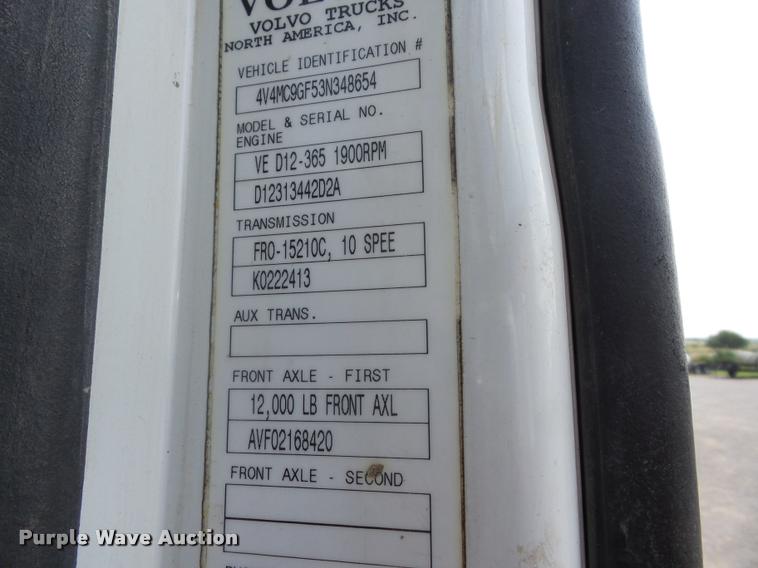 VOLVO TRUCKS
NORTH AMERICA, INC.
VEHICLE IDENTIFICATION #
4V4MC9GF53N348654
MODEL & SERIAL NO.
ENGINE
VE D12-365 1900RPM
D12313442D2A
TRANSMISSION
FRO-15210C, 10 SPEE
K0222413
AUX TRANS.
FRONT AXLE - FIRST
12,000 LB FRONT AXL
AVF02168420
FRONT AXLE - SECOND
Purple Wave Auction